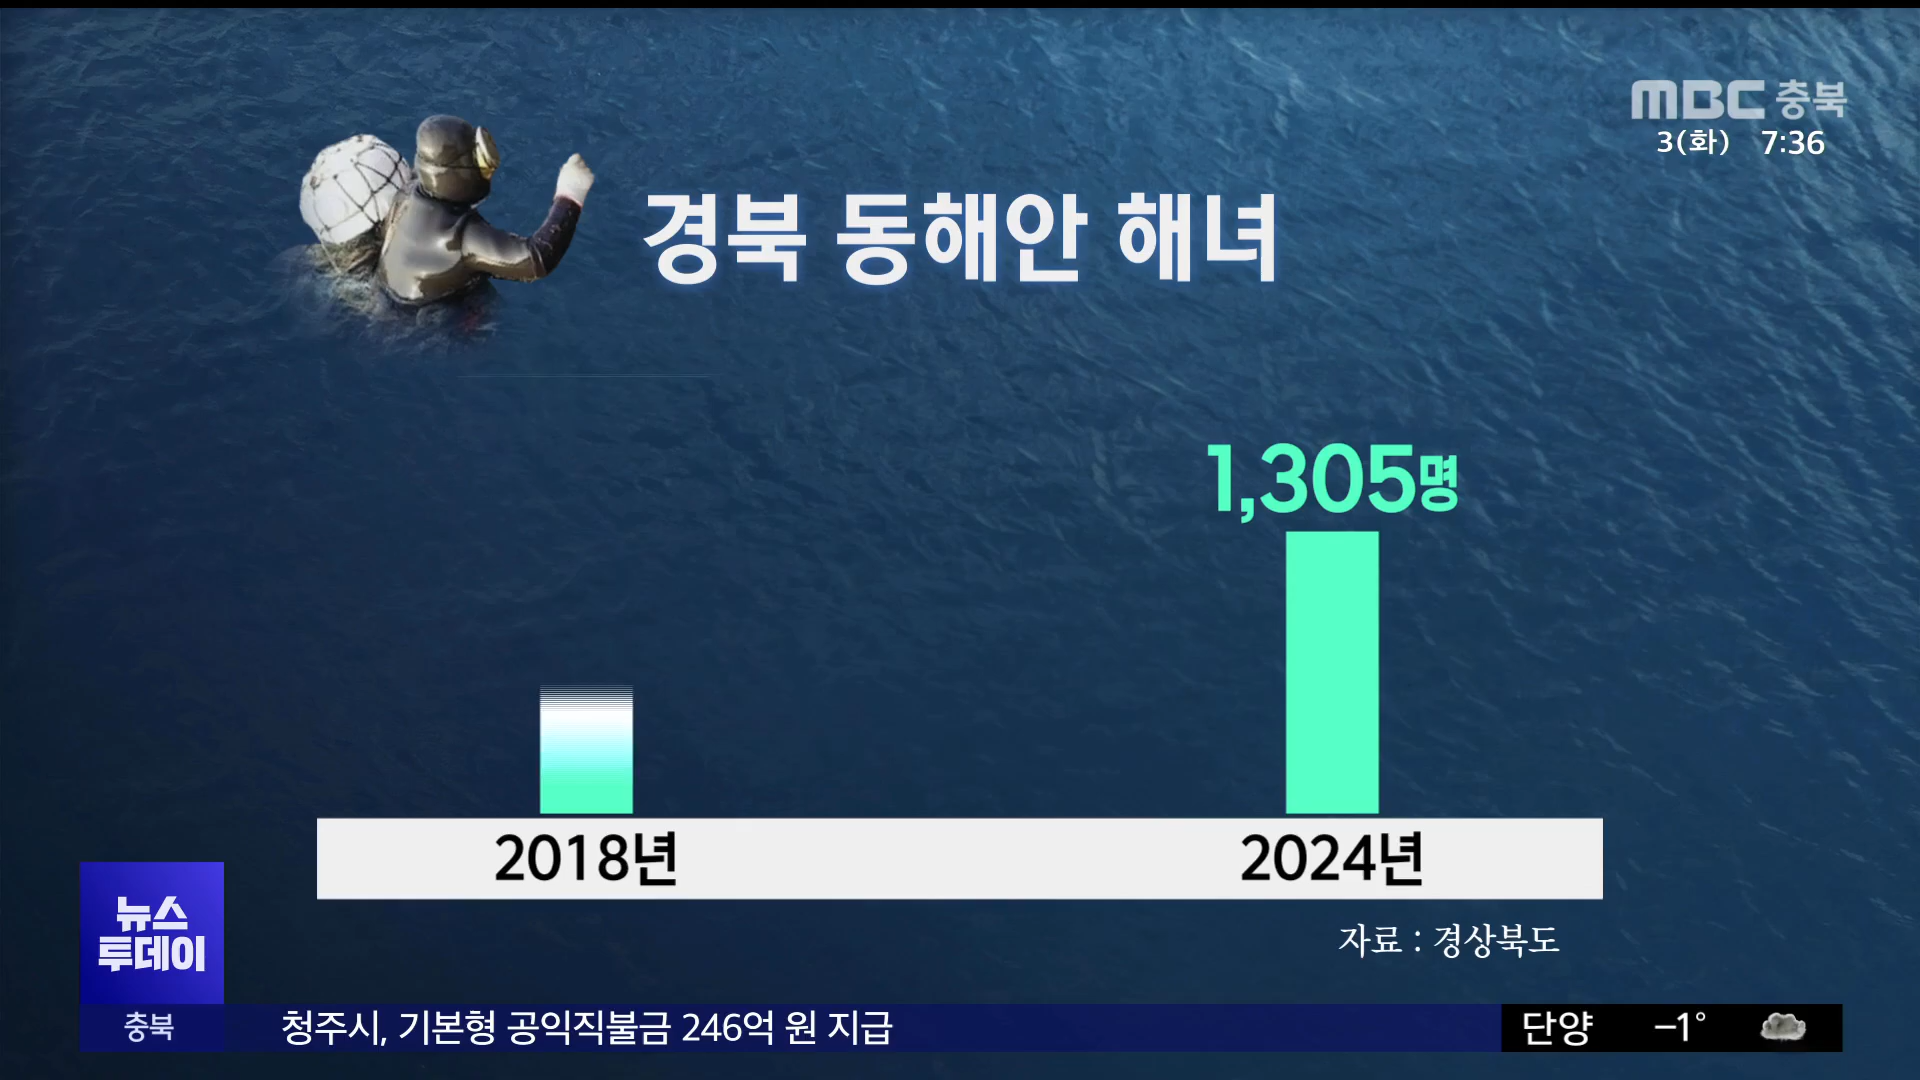 MBC 충북
3(화) 7:36
경북 동해안 해녀
1,305명
2018년 2024년
자료 : 경상북도
뉴스
투데이
충북 청주시, 기본형 공익직불금 246억 원 지급 단양 -1°